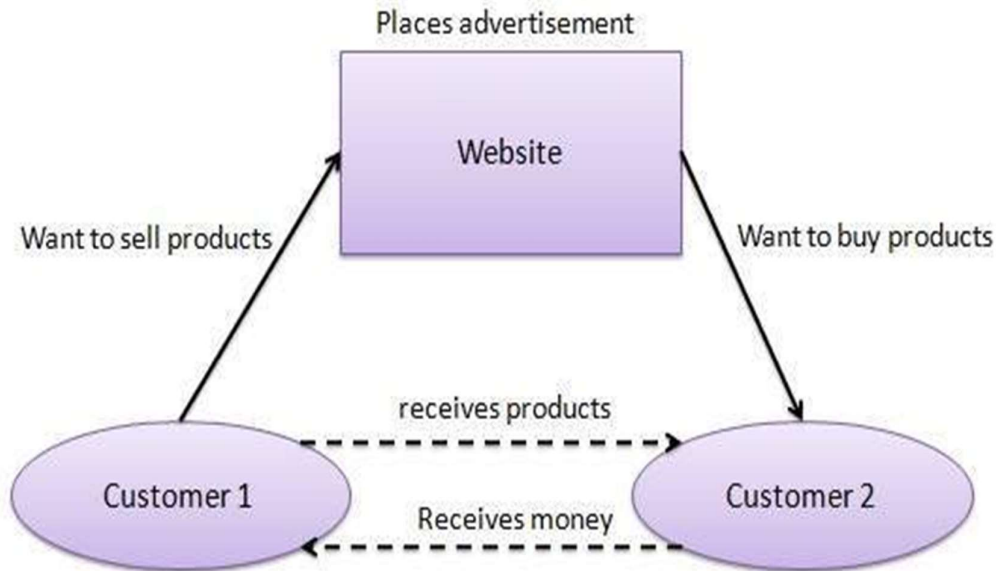 Places advertisement
Website
Want to sell products
Want to buy products
receives products
Customer 1
Customer 2
Receives money